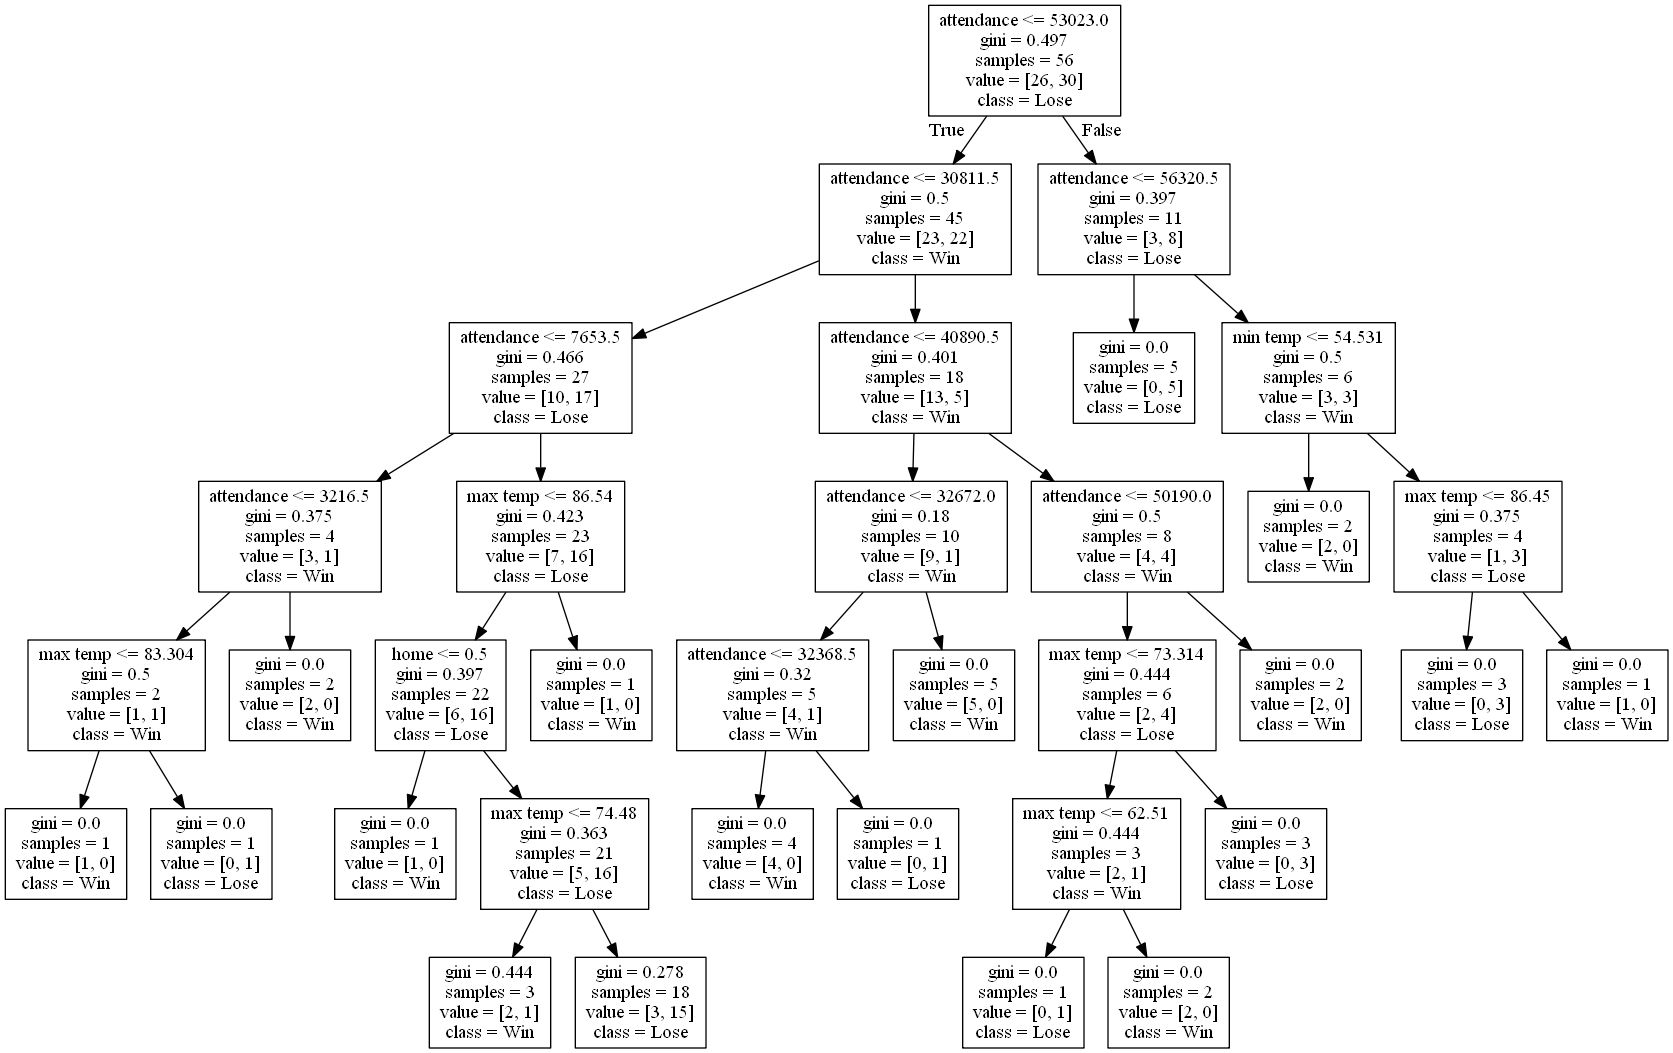 attendance <= 53023.0
gini = 0.497
samples = 56
value = [26, 30]
class = Lose
True
False
attendance <= 30811.5
gini = 0.5
samples = 45
value = [23, 22]
class = Win
attendance <= 56320.5
gini = 0.397
samples = 11
value = [3, 8]
class = Lose
attendance <= 7653.5
gini = 0.466
samples = 27
value = [10, 17]
class = Lose
attendance <= 40890.5
gini = 0.401
samples = 18
value = [13, 5]
class = Win
gini = 0.0
samples = 5
value = [0, 5]
class = Lose
min temp <= 54.531
gini = 0.5
samples = 6
value = [3, 3]
class = Win
attendance <= 3216.5
gini = 0.375
samples = 4
value = [3, 1]
class = Win
max temp <= 86.54
gini = 0.423
samples = 23
value = [7, 16]
class = Lose
attendance <= 32672.0
gini = 0.18
samples = 10
value = [9, 1]
class = Win
attendance <= 50190.0
gini = 0.5
samples = 8
value = [4, 4]
class = Win
gini = 0.0
samples = 2
value = [2, 0]
class = Win
max temp <= 86.45
gini = 0.375
samples = 4
value = [1, 3]
class = Lose
max temp <= 83.304
gini = 0.5
samples = 2
value = [1, 1]
class = Win
gini = 0.0
samples = 2
value = [2, 0]
class = Win
home <= 0.5
gini = 0.397
samples = 22
value = [6, 16]
class = Lose
gini = 0.0
samples = 1
value = [1, 0]
class = Win
attendance <= 32368.5
gini = 0.32
samples = 5
value = [4, 1]
class = Win
gini = 0.0
samples = 5
value = [5, 0]
class = Win
max temp <= 73.314
gini = 0.444
samples = 6
value = [2, 4]
class = Lose
gini = 0.0
samples = 2
value = [2, 0]
class = Win
gini = 0.0
samples = 3
value = [0, 3]
class = Lose
gini = 0.0
samples = 1
value = [1, 0]
class = Win
gini = 0.0
samples = 1
value = [1, 0]
class = Win
gini = 0.0
samples = 1
value = [0, 1]
class = Lose
gini = 0.0
samples = 1
value = [1, 0]
class = Win
max temp <= 74.48
gini = 0.363
samples = 21
value = [5, 16]
class = Lose
gini = 0.0
samples = 4
value = [4, 0]
class = Win
gini = 0.0
samples = 1
value = [0, 1]
class = Lose
max temp <= 62.51
gini = 0.444
samples = 3
value = [2, 1]
class = Win
gini = 0.0
samples = 3
value = [0, 3]
class = Lose
gini = 0.444
samples = 3
value = [2, 1]
class = Win
gini = 0.278
samples = 18
value = [3, 15]
class = Lose
gini = 0.0
samples = 1
value = [0, 1]
class = Lose
gini = 0.0
samples = 2
value = [2, 0]
class = Win